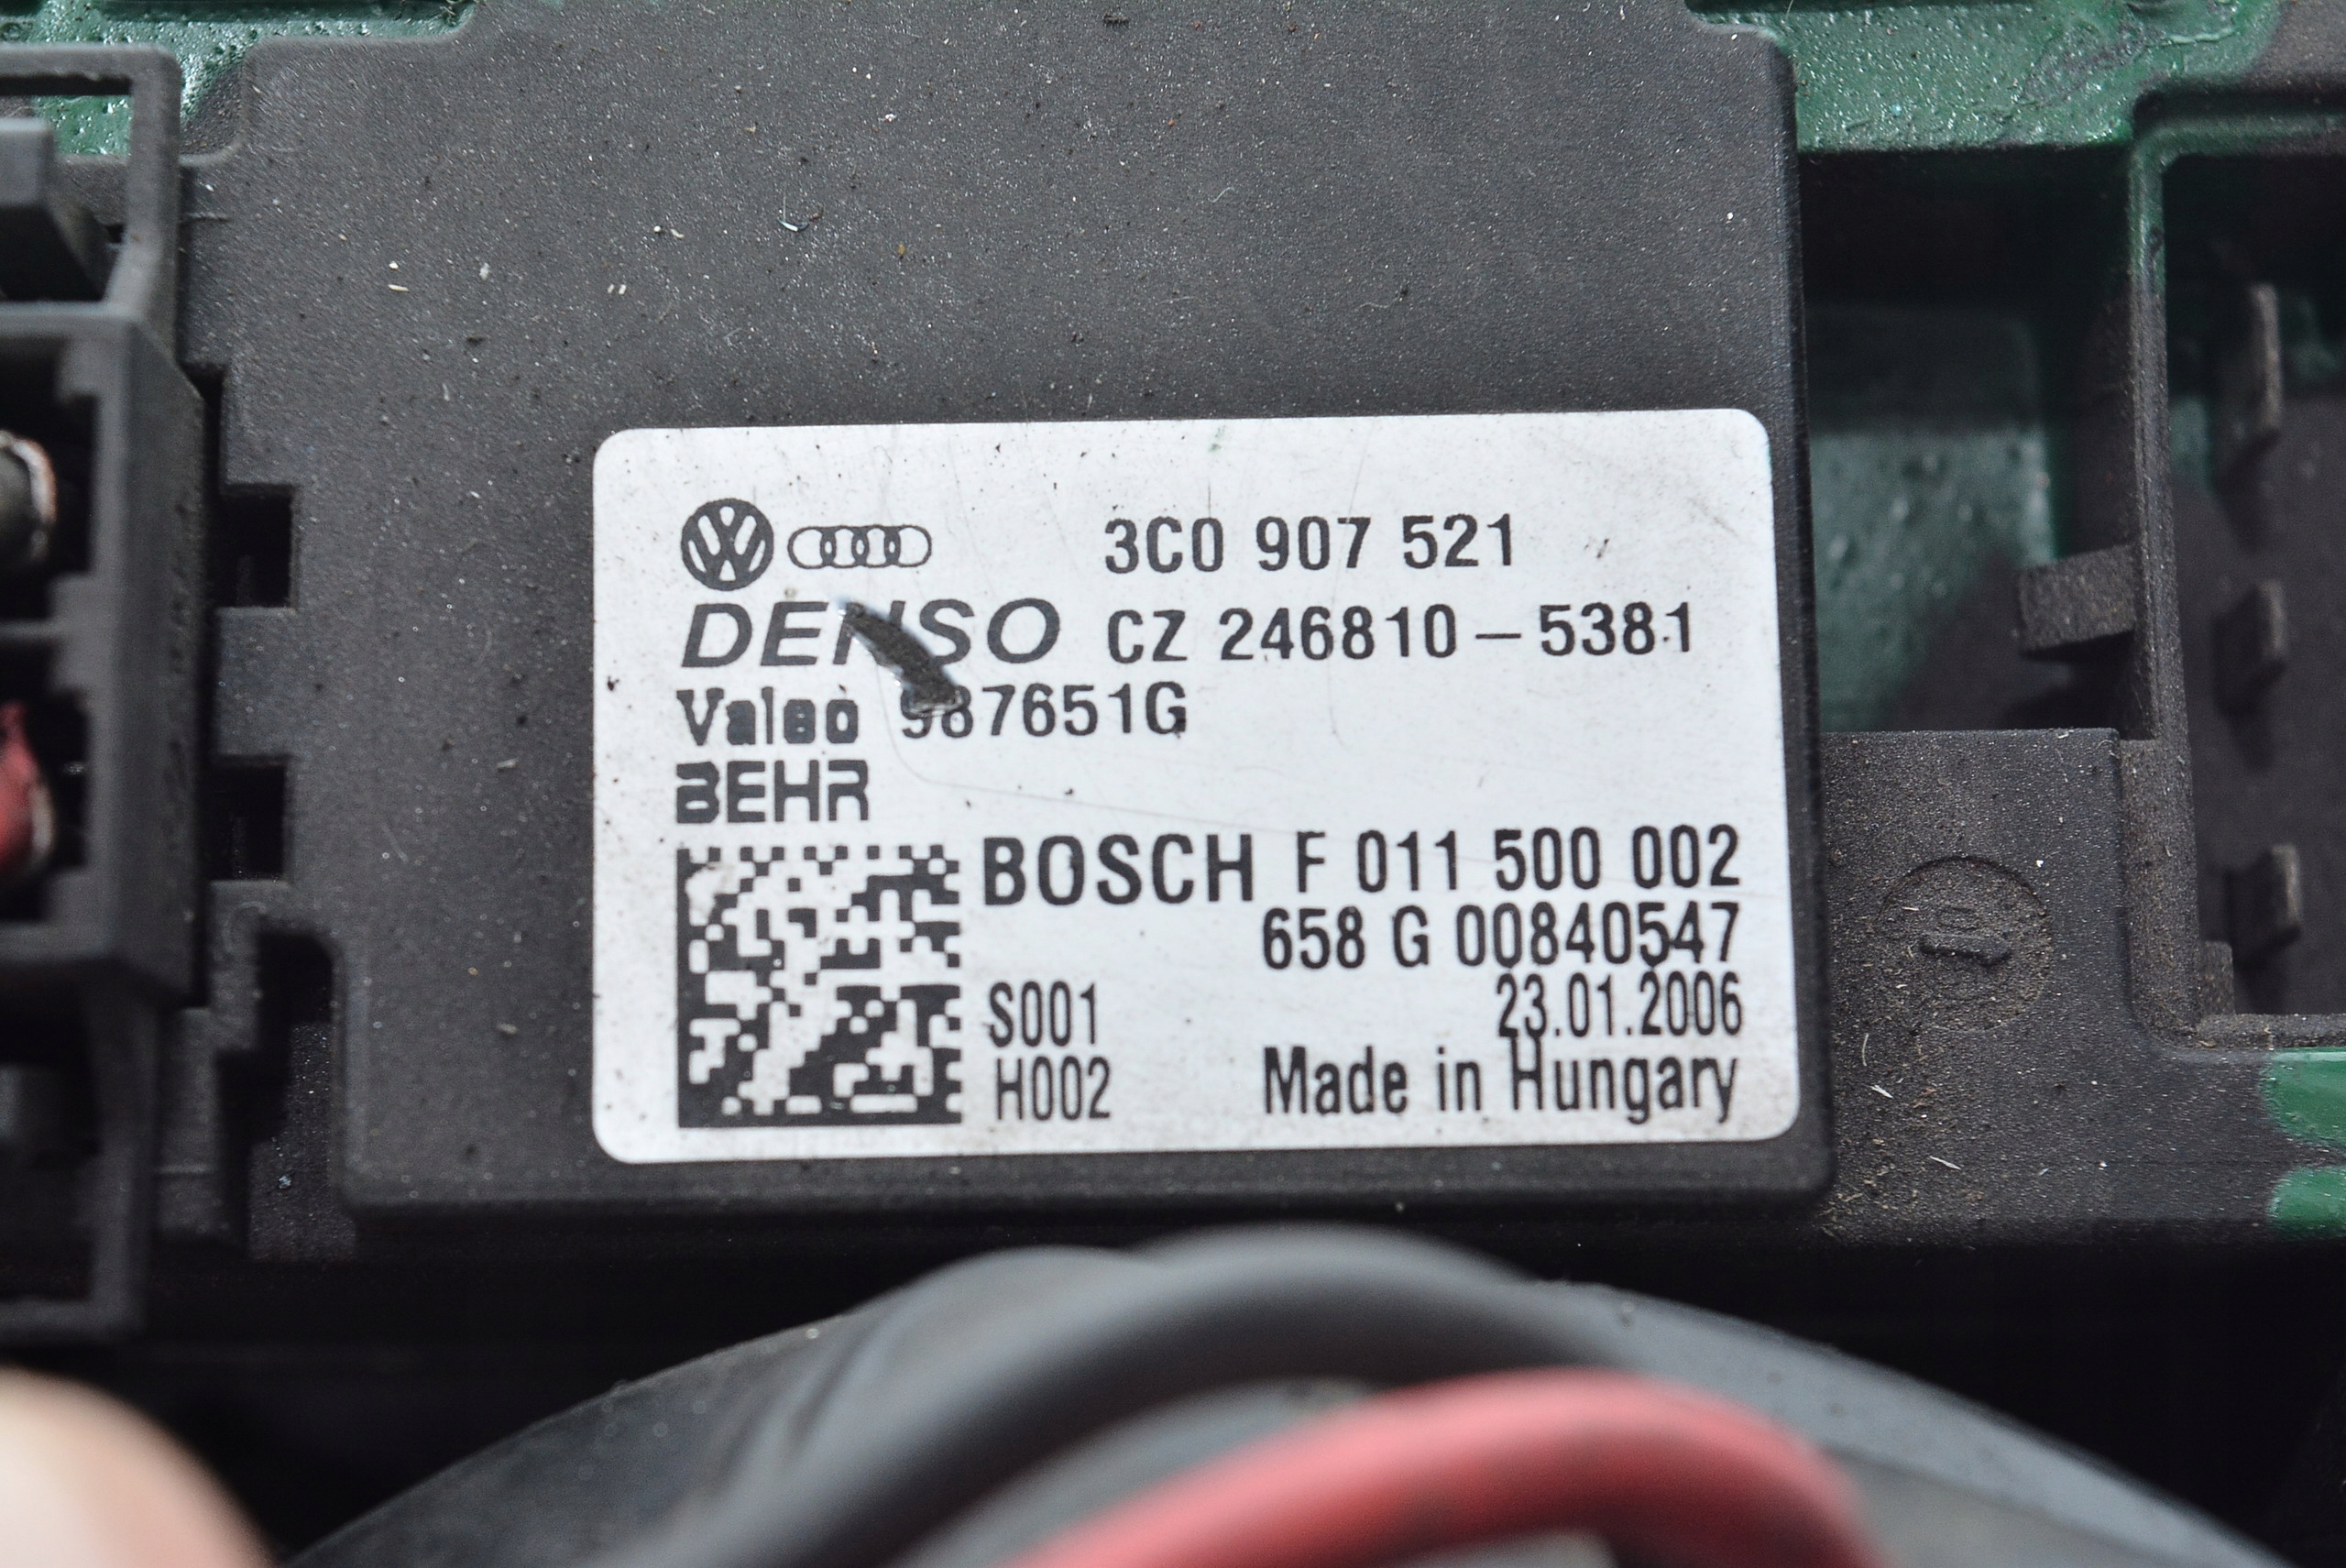 3C0 907 521
DENSO CZ 246810-5381
Valeo 987651G
BEHR
BOSCH F 011 500 002
658 G 00840547
S001 23.01.2006
H002 Made in Hungary